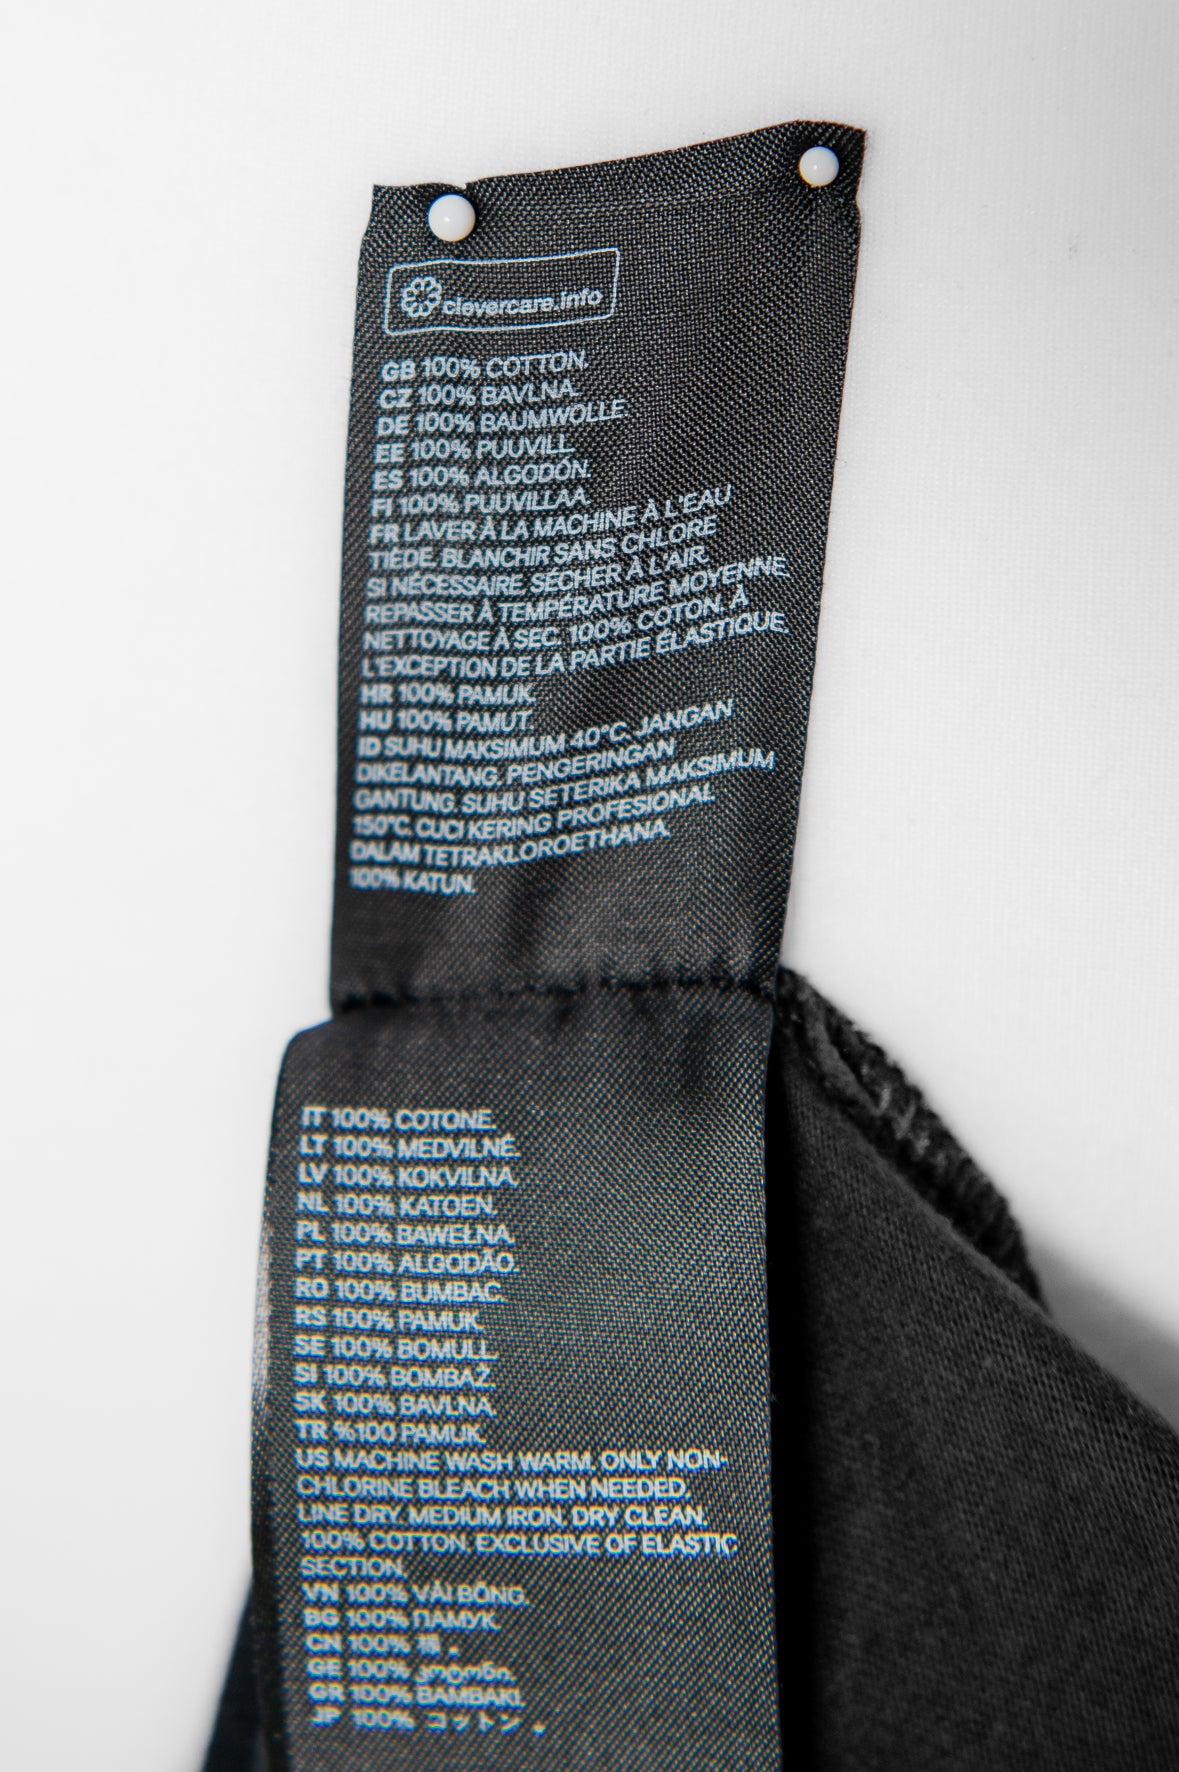 clevercare.info
GB 100% COTTON.
CZ 100% BAVLNA.
DE 100% BAUMWOLLE.
EE 100% PUUVILL.
ES 100% ALGODÓN.
FI 100% PUUVILLAA.
FR LAVER À LA MACHINE À L'EAU
TIÈDE. BLANCHIR SANS CHLORE
SI NÉCESSAIRE. SÉCHER À L'AIR.
REPASSER À TEMPÉRATURE MOYENNE
NETTOYAGE À SEC. 100% COTON. À
L'EXCEPTION DE LA PARTIE ÉLASTIQUE.
HR 100% PAMUK.
HU 100% PAMUT.
ID SUHU MAKSIMUM 40°C. JANGAN
DIKELANTANG. PENGERINGAN
GANTUNG. SUHU SETERIKA MAKSIMUM
150°C. CUCI KERING PROFESIONAL
DALAM TETRAKLOROETHANA.
100% KATUN.
IT 100% COTONE.
LT 100% MEDVILNĖ.
LV 100% KOKVILNA.
NL 100% KATOEN.
PL 100% BAWEŁNA.
PT 100% ALGODÃO.
RO 100% BUMBAC.
RS 100% PAMUK.
SE 100% BOMULL.
SI 100% BOMBAŽ.
SK 100% BAVLNA.
TR %100 PAMUK.
US MACHINE WASH WARM. ONLY NON-
CHLORINE BLEACH WHEN NEEDED.
LINE DRY. MEDIUM IRON. DRY CLEAN.
100% COTTON. EXCLUSIVE OF ELASTIC
SECTION.
VN 100% VẢI BÔNG.
BG 100% ПАМУК.
CN 100% 棉。
GE 100% კოტონი.
GR 100% ΒΑΜΒΑΚΙ.
JP 100% コットン。